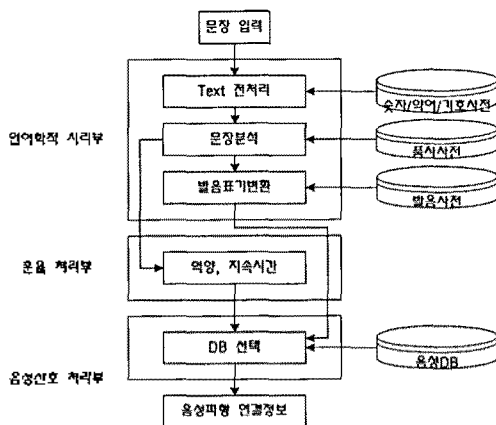 문장 입력
Text 전처리
숫자/약어/기호사전
언어학적 처리부
문장분석
품사사전
발음표기변환
발음사전
운율 처리부
억양, 지속시간
DB 선택
음성DB
음성신호 처리부
음성파형 연결정보